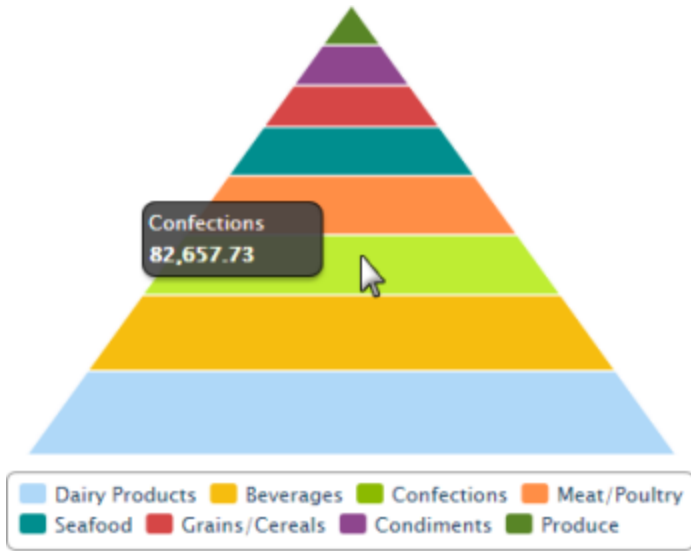 Confections
82,657.73
Dairy Products Beverages Confections Meat/Poultry
Seafood Grains/Cereals Condiments Produce